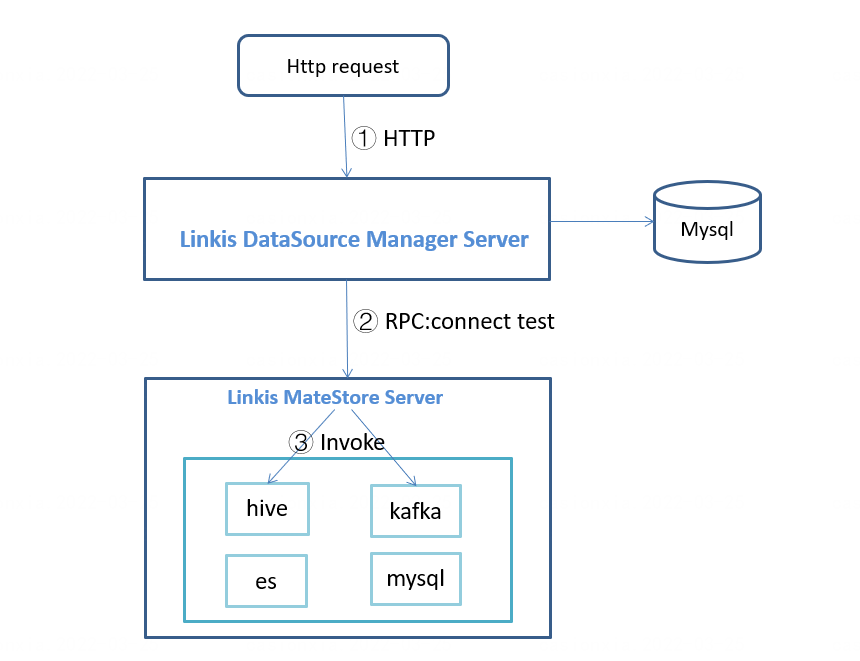 Http request
① HTTP
Linkis DataSource Manager Server
Mysql
② RPC:connect test
Linkis MateStore Server
③ Invoke
hive
kafka
es
mysql